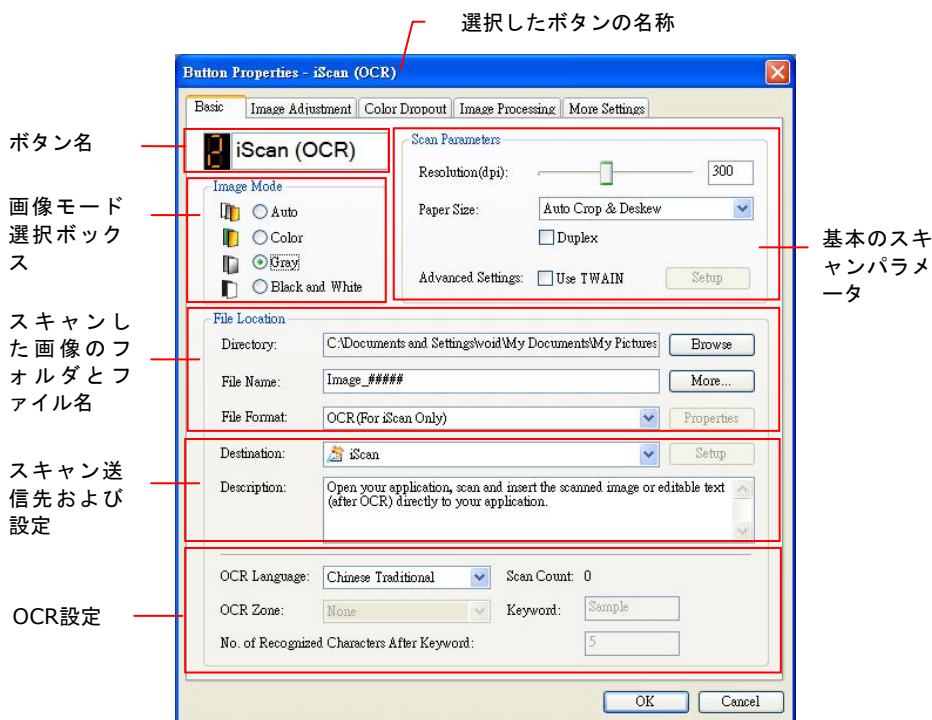 選択したボタンの名称
Button Properties - iScan (OCR)
Basic
Image Adjustment
Color Dropout
Image Processing
More Settings
ボタン名
2
iScan (OCR)
画像モード
選択ボック
ス
Image Mode
Auto
Color
Gray
Black and White
Scan Parameters
Resolution(dpi):
300
Paper Size:
Auto Crop & Deskew
Duplex
Advanced Settings:
Use TWAIN
Setup
基本のスキ
ャンパラメ
ータ
スキャンし
た画像のフ
ォルダとフ
ァイル名
File Location
Directory:
C:\Documents and Settings\void\My Documents\My Pictures
Browse
File Name:
Image_#####
More...
File Format:
OCR(For iScan Only)
Properties
スキャン送
信先および
設定
Destination:
iScan
Setup
Description:
Open your application, scan and insert the scanned image or editable text
(after OCR) directly to your application.
OCR設定
OCR Language:
Chinese Traditional
Scan Count:
0
OCR Zone:
None
Keyword:
Sample
No. of Recognized Characters After Keyword:
5
OK
Cancel